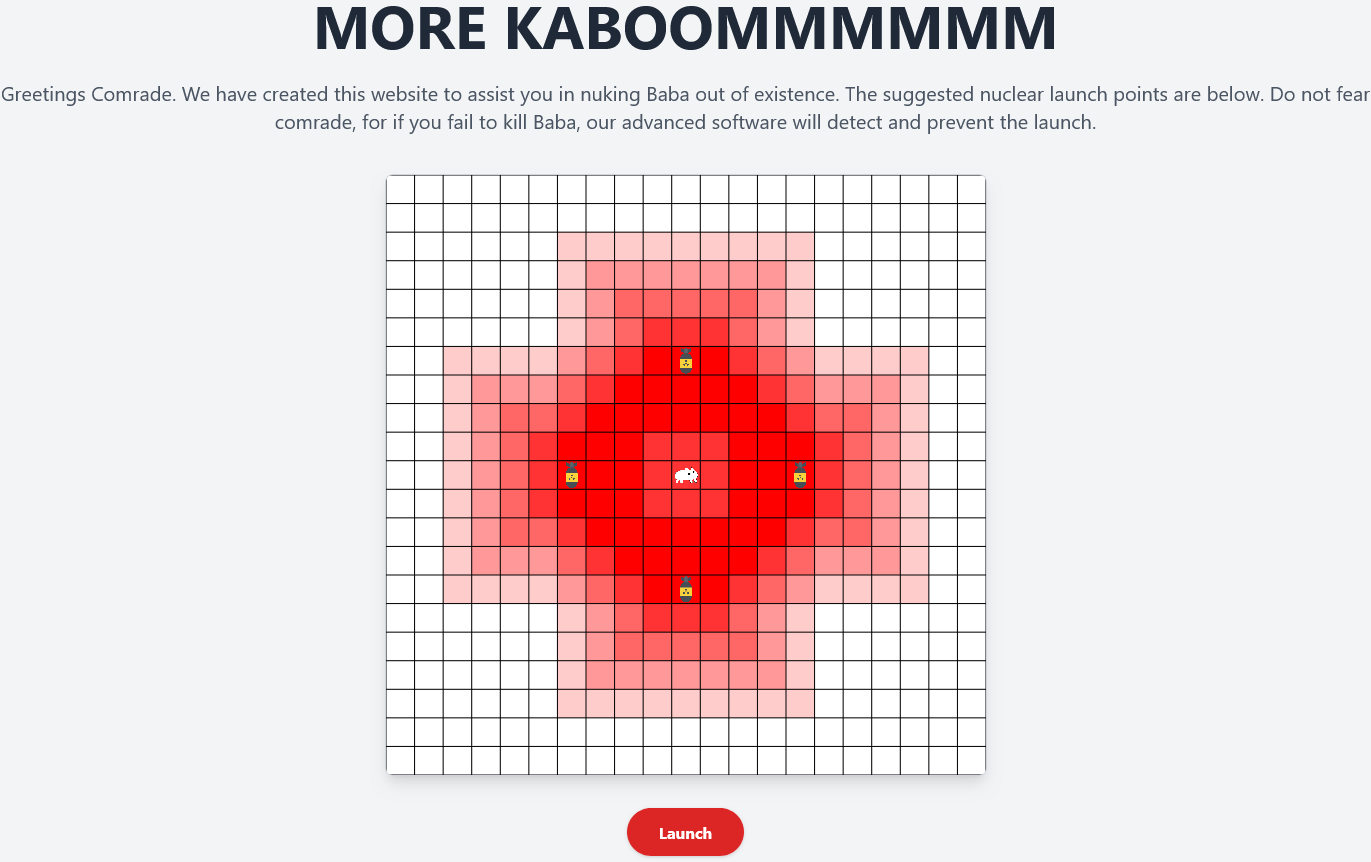 MORE KABOOMMMMMMM
Greetings Comrade. We have created this website to assist you in nuking Baba out of existence. The suggested nuclear launch points are below. Do not fear
comrade, for if you fail to kill Baba, our advanced software will detect and prevent the launch.
Launch